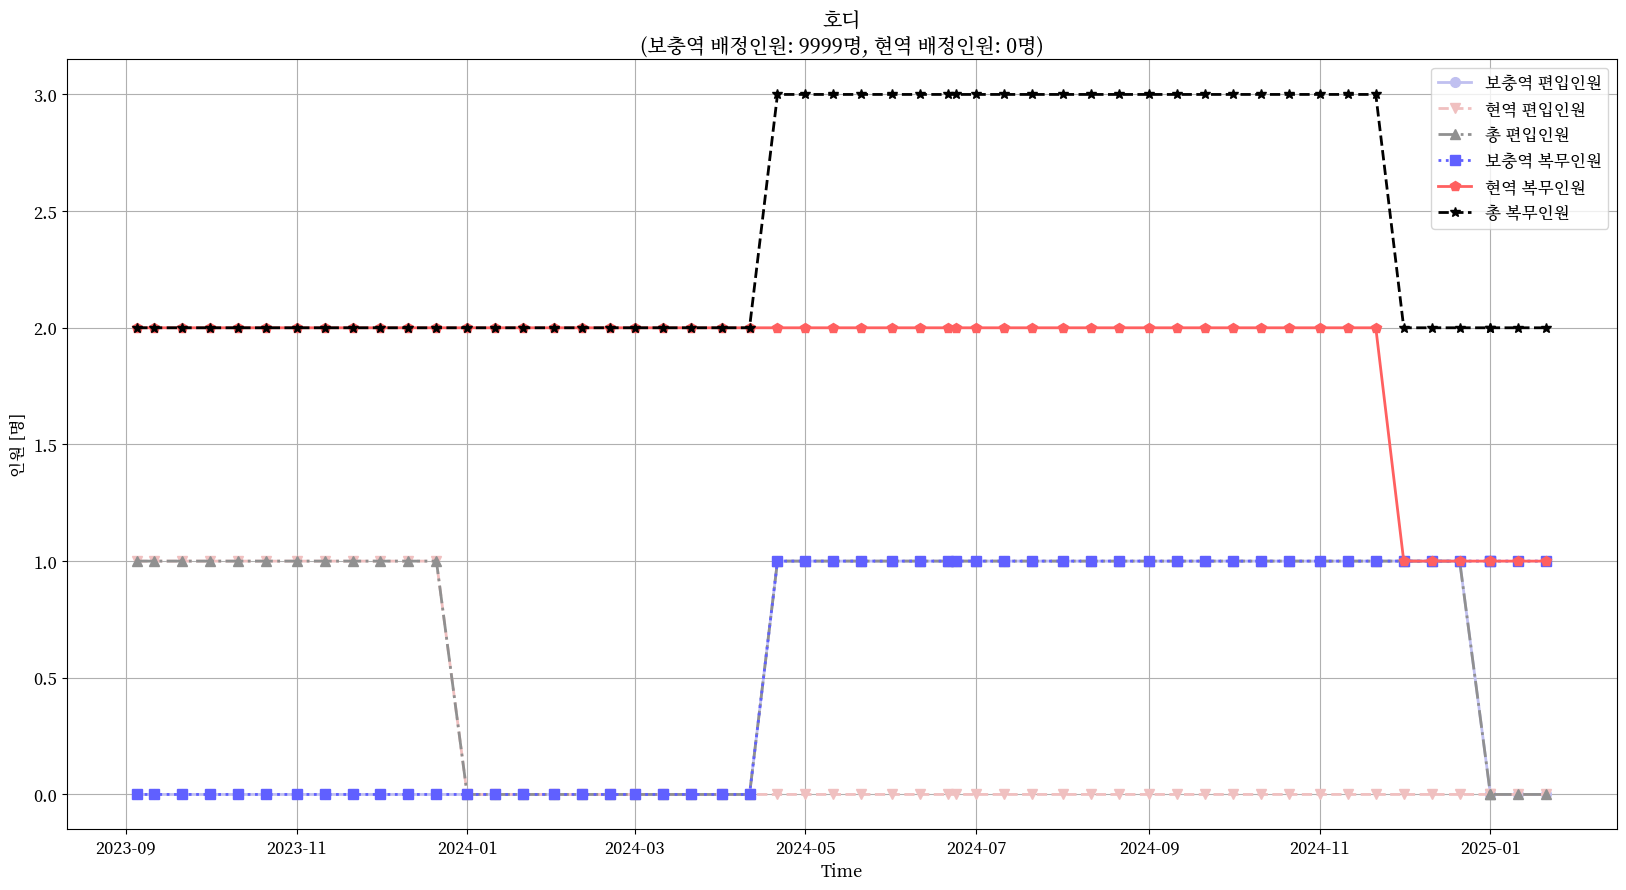 호디
(보충역 배정인원: 9999명, 현역 배정인원: 0명)
보충역 편입인원
현역 편입인원
총 편입인원
보충역 복무인원
현역 복무인원
총 복무인원
인원 [명]
3.0
2.5
2.0
1.5
1.0
0.5
0.0
2023-09
2023-11
2024-01
2024-03
2024-05
2024-07
2024-09
2024-11
2025-01
Time